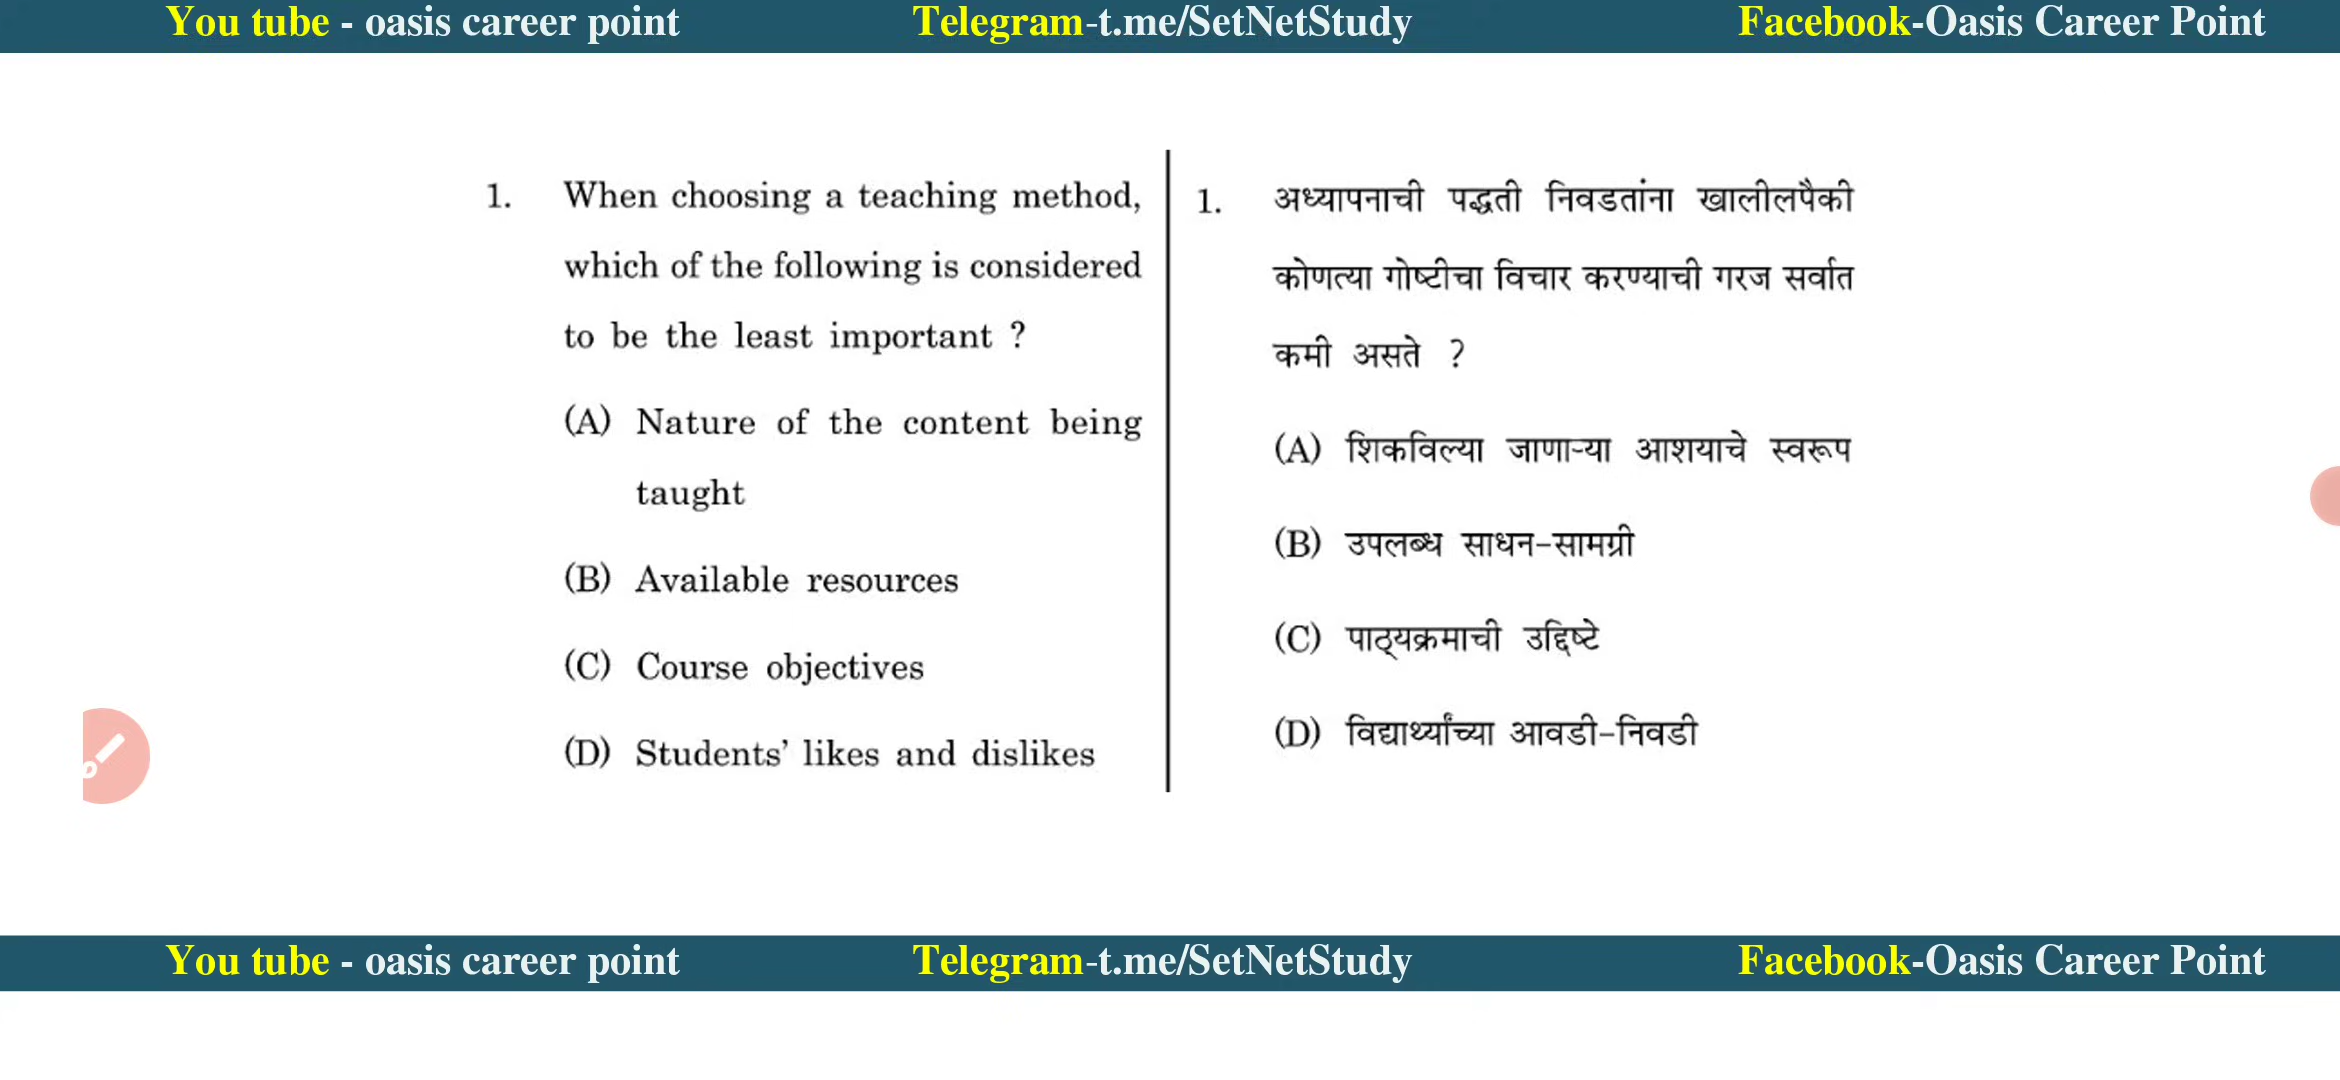 You tube - oasis career point Telegram-t.me/SetNetStudy Facebook-Oasis Career Point
1. When choosing a teaching method,
which of the following is considered
to be the least important ?
(A) Nature of the content being
taught
(B) Available resources
(C) Course objectives
(D) Students' likes and dislikes
1. अध्यापनाची पद्धती निवडतांना खालीलपैकी
कोणत्या गोष्टीचा विचार करण्याची गरज सर्वात
कमी असते ?
(A) शिकविल्या जाणाऱ्या आशयाचे स्वरूप
(B) उपलब्ध साधन-सामग्री
(C) पाठ्यक्रमाची उद्दिष्टे
(D) विद्यार्थ्यांच्या आवडी-निवडी
You tube - oasis career point Telegram-t.me/SetNetStudy Facebook-Oasis Career Point